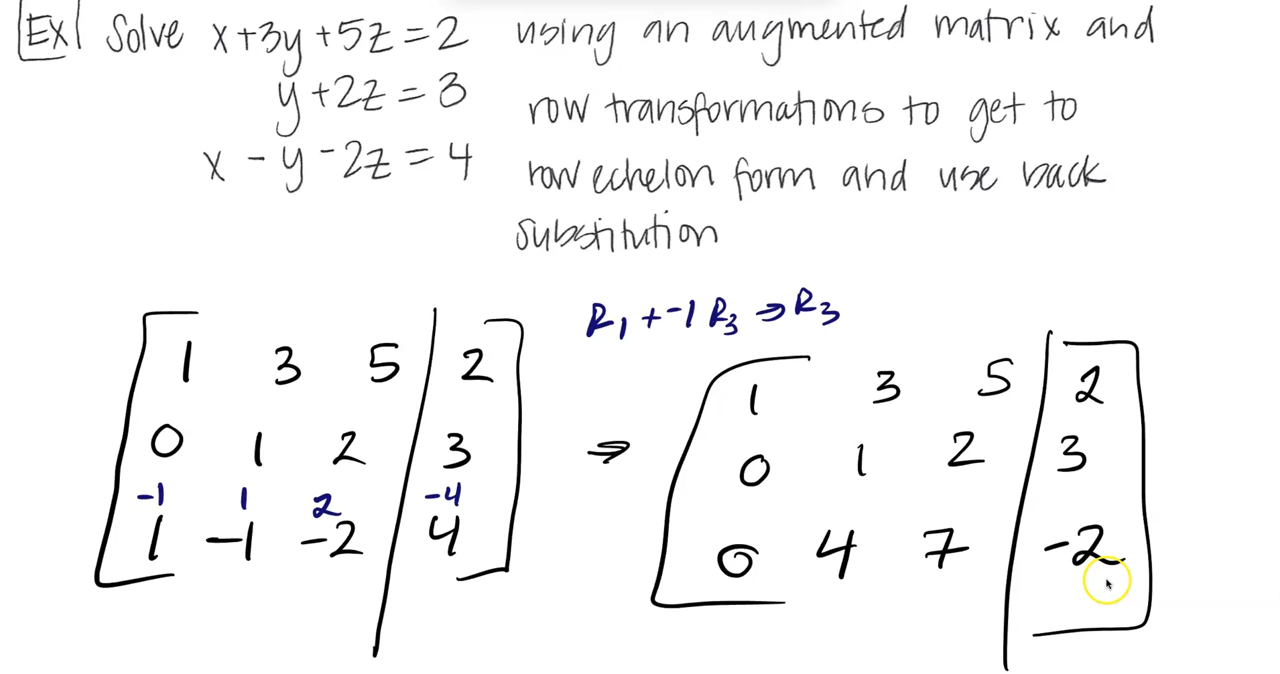 EX Solve x+3y+5z=2 using an augmented matrix and
y+2z=3 row transformations to get to
x-y-2z=4 row echelon form and use back
substitution
R₁+-1R₃⇒R₃
1 3 5 2
0 1 2 3
-1 1 2 -4
1 -1 -2 4
⇒
1 3 5 2
0 1 2 3
0 4 7 -2